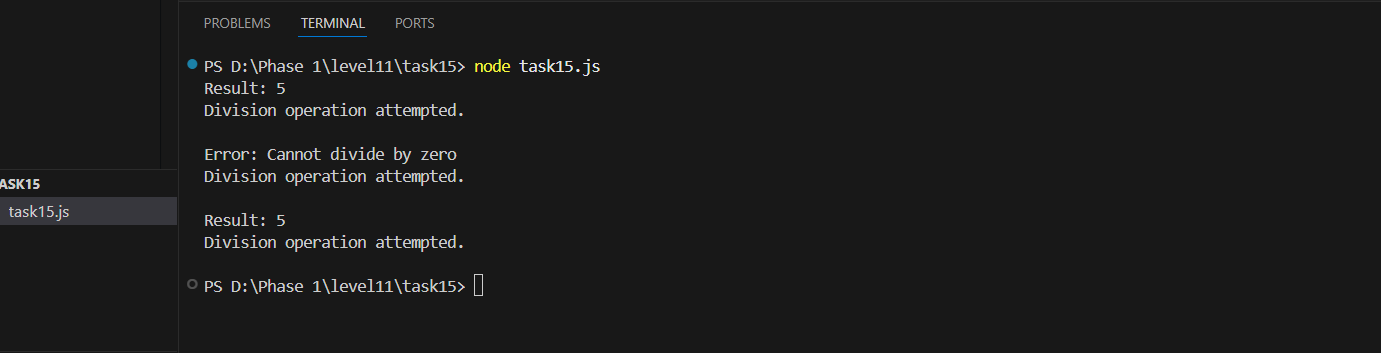 PROBLEMS TERMINAL PORTS
PS D:\Phase 1\level11\task15> node task15.js
Result: 5
Division operation attempted.
Error: Cannot divide by zero
Division operation attempted.
ASK15
task15.js
Result: 5
Division operation attempted.
PS D:\Phase 1\level11\task15>